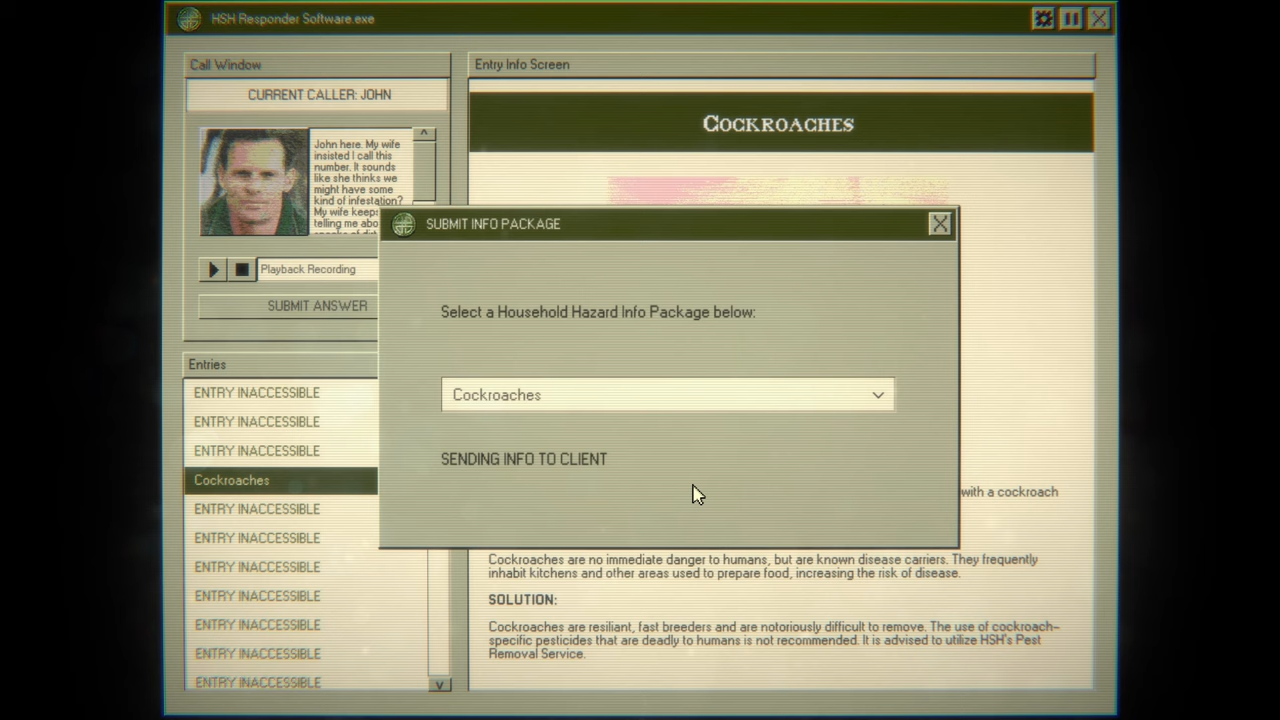 HSH Responder Software.exe
Call Window
CURRENT CALLER: JOHN
John here. My wife
insisted I call this
number. It sounds
like she thinks we
might have some
kind of infestation?
My wife keeps
telling me abo
Playback Recording
SUBMIT ANSWER
Entries
ENTRY INACCESSIBLE
ENTRY INACCESSIBLE
ENTRY INACCESSIBLE
Cockroaches
ENTRY INACCESSIBLE
ENTRY INACCESSIBLE
ENTRY INACCESSIBLE
ENTRY INACCESSIBLE
ENTRY INACCESSIBLE
ENTRY INACCESSIBLE
ENTRY INACCESSIBLE
Entry Info Screen
Cockroaches
SUBMIT INFO PACKAGE
Select a Household Hazard Info Package below:
Cockroaches
SENDING INFO TO CLIENT
with a cockroach
Cockroaches are no immediate danger to humans, but are known disease carriers. They frequently
inhabit kitchens and other areas used to prepare food, increasing the risk of disease.
SOLUTION:
Cockroaches are resiliant, fast breeders and are notoriously difficult to remove. The use of cockroach-
specific pesticides that are deadly to humans is not recommended. It is advised to utilize HSH's Pest
Removal Service.